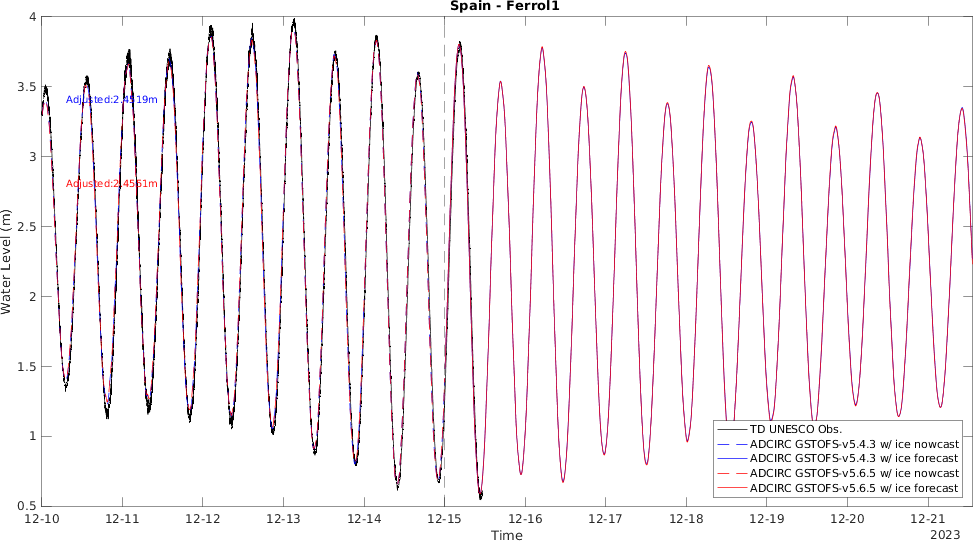 Spain - Ferrol1
4
3.5
3
2.5
2
1.5
1
0.5
Water Level (m)
Adjusted:2.4519m
Adjusted:2.4561m
TD UNESCO Obs.
ADCIRC GSTOFS-v5.4.3 w/ ice nowcast
ADCIRC GSTOFS-v5.4.3 w/ ice forecast
ADCIRC GSTOFS-v5.6.5 w/ ice nowcast
ADCIRC GSTOFS-v5.6.5 w/ ice forecast
12-10 12-11 12-12 12-13 12-14 12-15 12-16 12-17 12-18 12-19 12-20 12-21
Time
2023